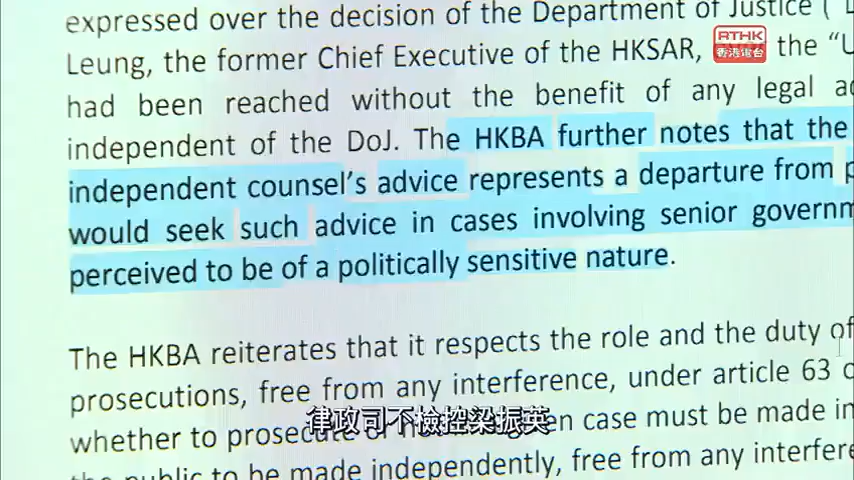 expressed over the decision of the Department of Justice
Leung, the former Chief Executive of the HKSAR, the “U
had been reached without the benefit of any legal
independent of the DoJ. The HKBA further notes that the
independent counsel’s advice represents a departure from
would seek such advice in cases involving senior
perceived to be of a politically sensitive nature.
The HKBA reiterates that it respects the role and the duty of
prosecutions, free from any interference, under article 63
whether to prosecute case must be made in
public to be made independently, free from any
RTHK
香港電台
律政司不檢控梁振英